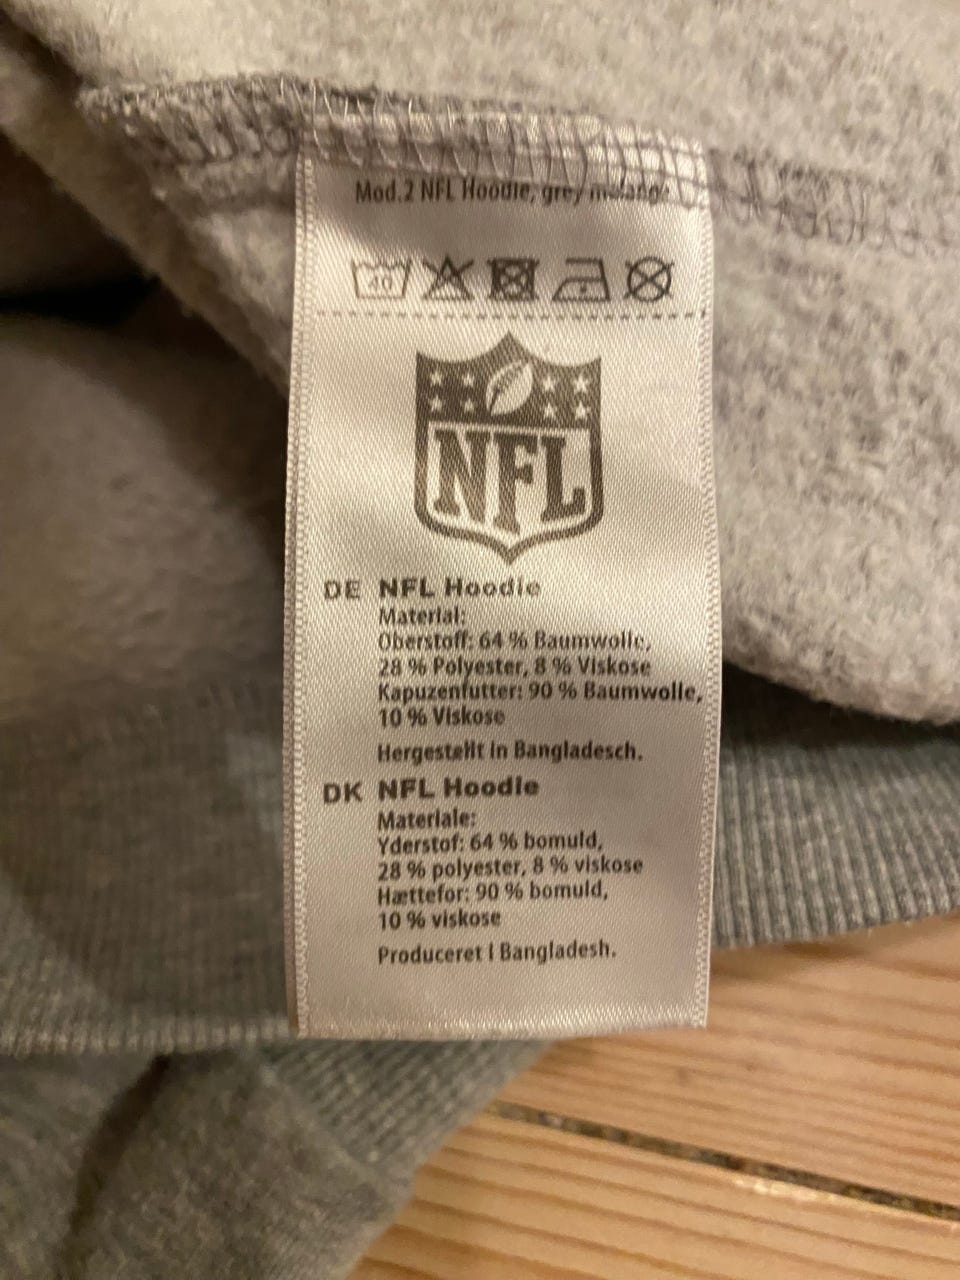 Mod.2 NFL Hoodie, grey melange
40
NFL
DE NFL Hoodie
Material:
Oberstoff: 64 % Baumwolle,
28 % Polyester, 8 % Viskose
Kapuzenfutter: 90 % Baumwolle,
10 % Viskose
Hergestellt in Bangladesch.
DK NFL Hoodie
Materiale:
Yderstof: 64 % bomuld,
28 % polyester, 8 % viskose
Hættefor: 90 % bomuld,
10 % viskose
Produceret i Bangladesh.